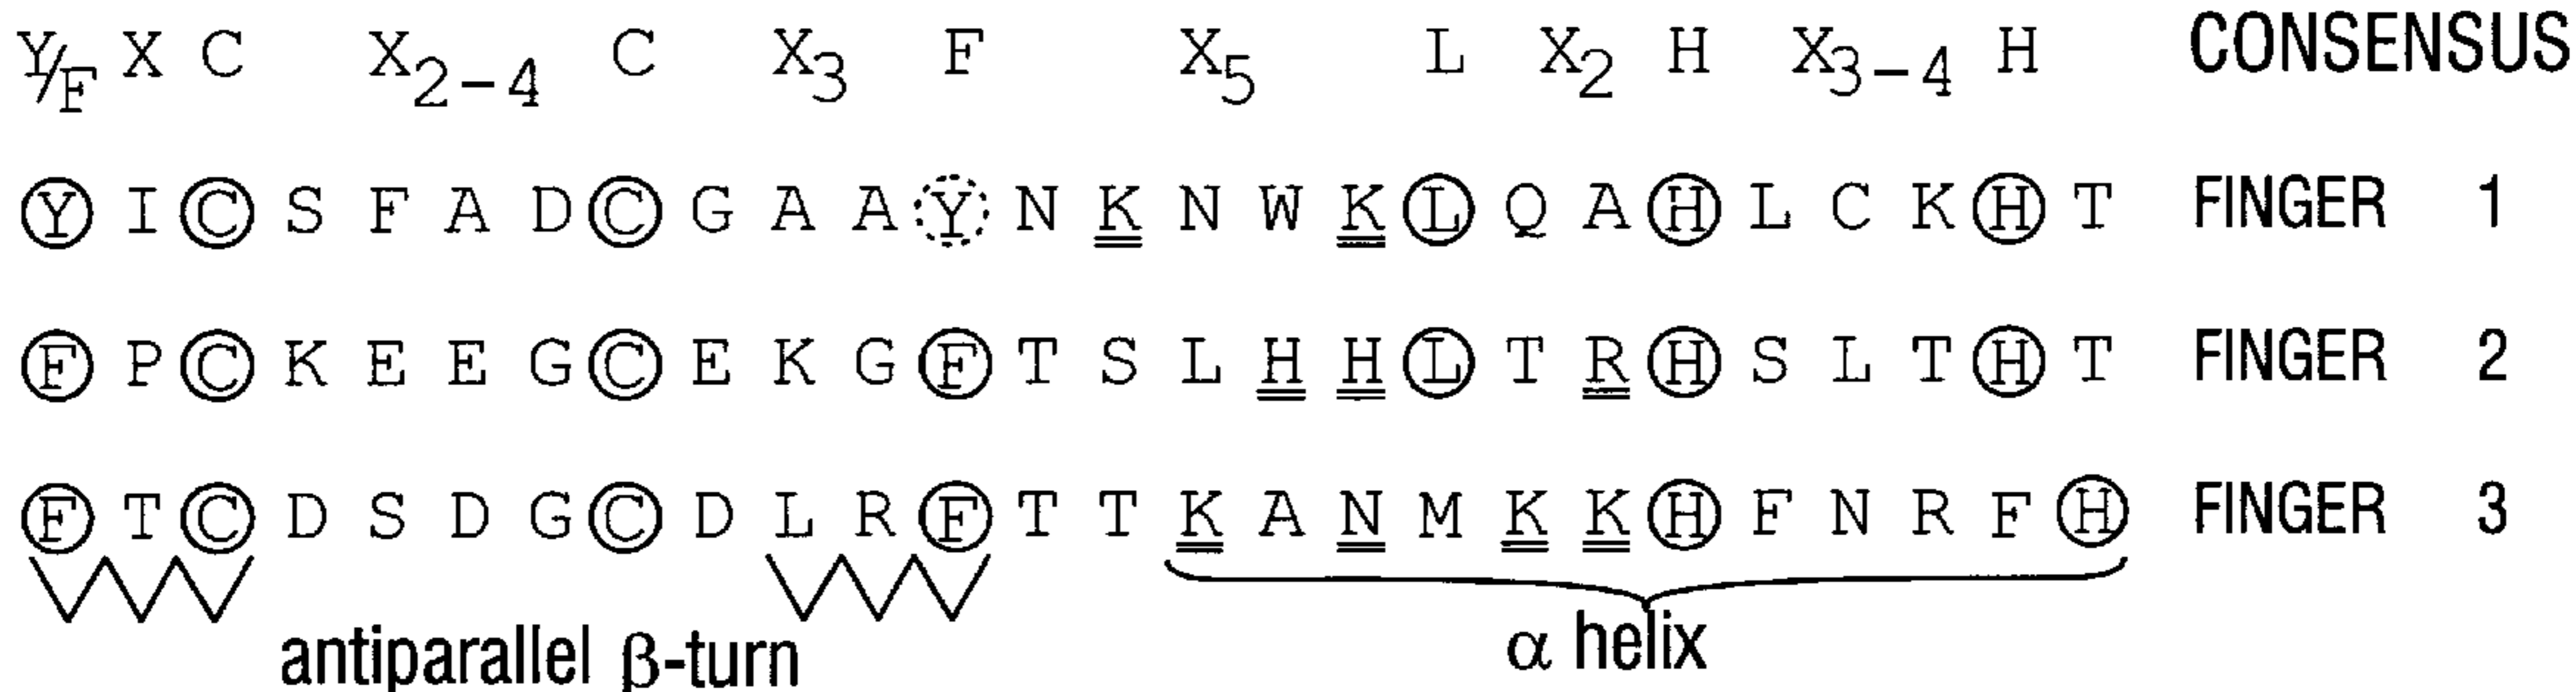 Y/F X C X2-4 C X3 F X5 L X2 H X3-4 H CONSENSUS
Y I C S F A D C G A A Y N K N W K L Q A H L C K H T FINGER 1
F P C K E E G C E K G F T S L H H L T R H S L T H T FINGER 2
F T C D S D G C D L R F T T K A N M K K H F N R F H FINGER 3
antiparallel β-turn α helix